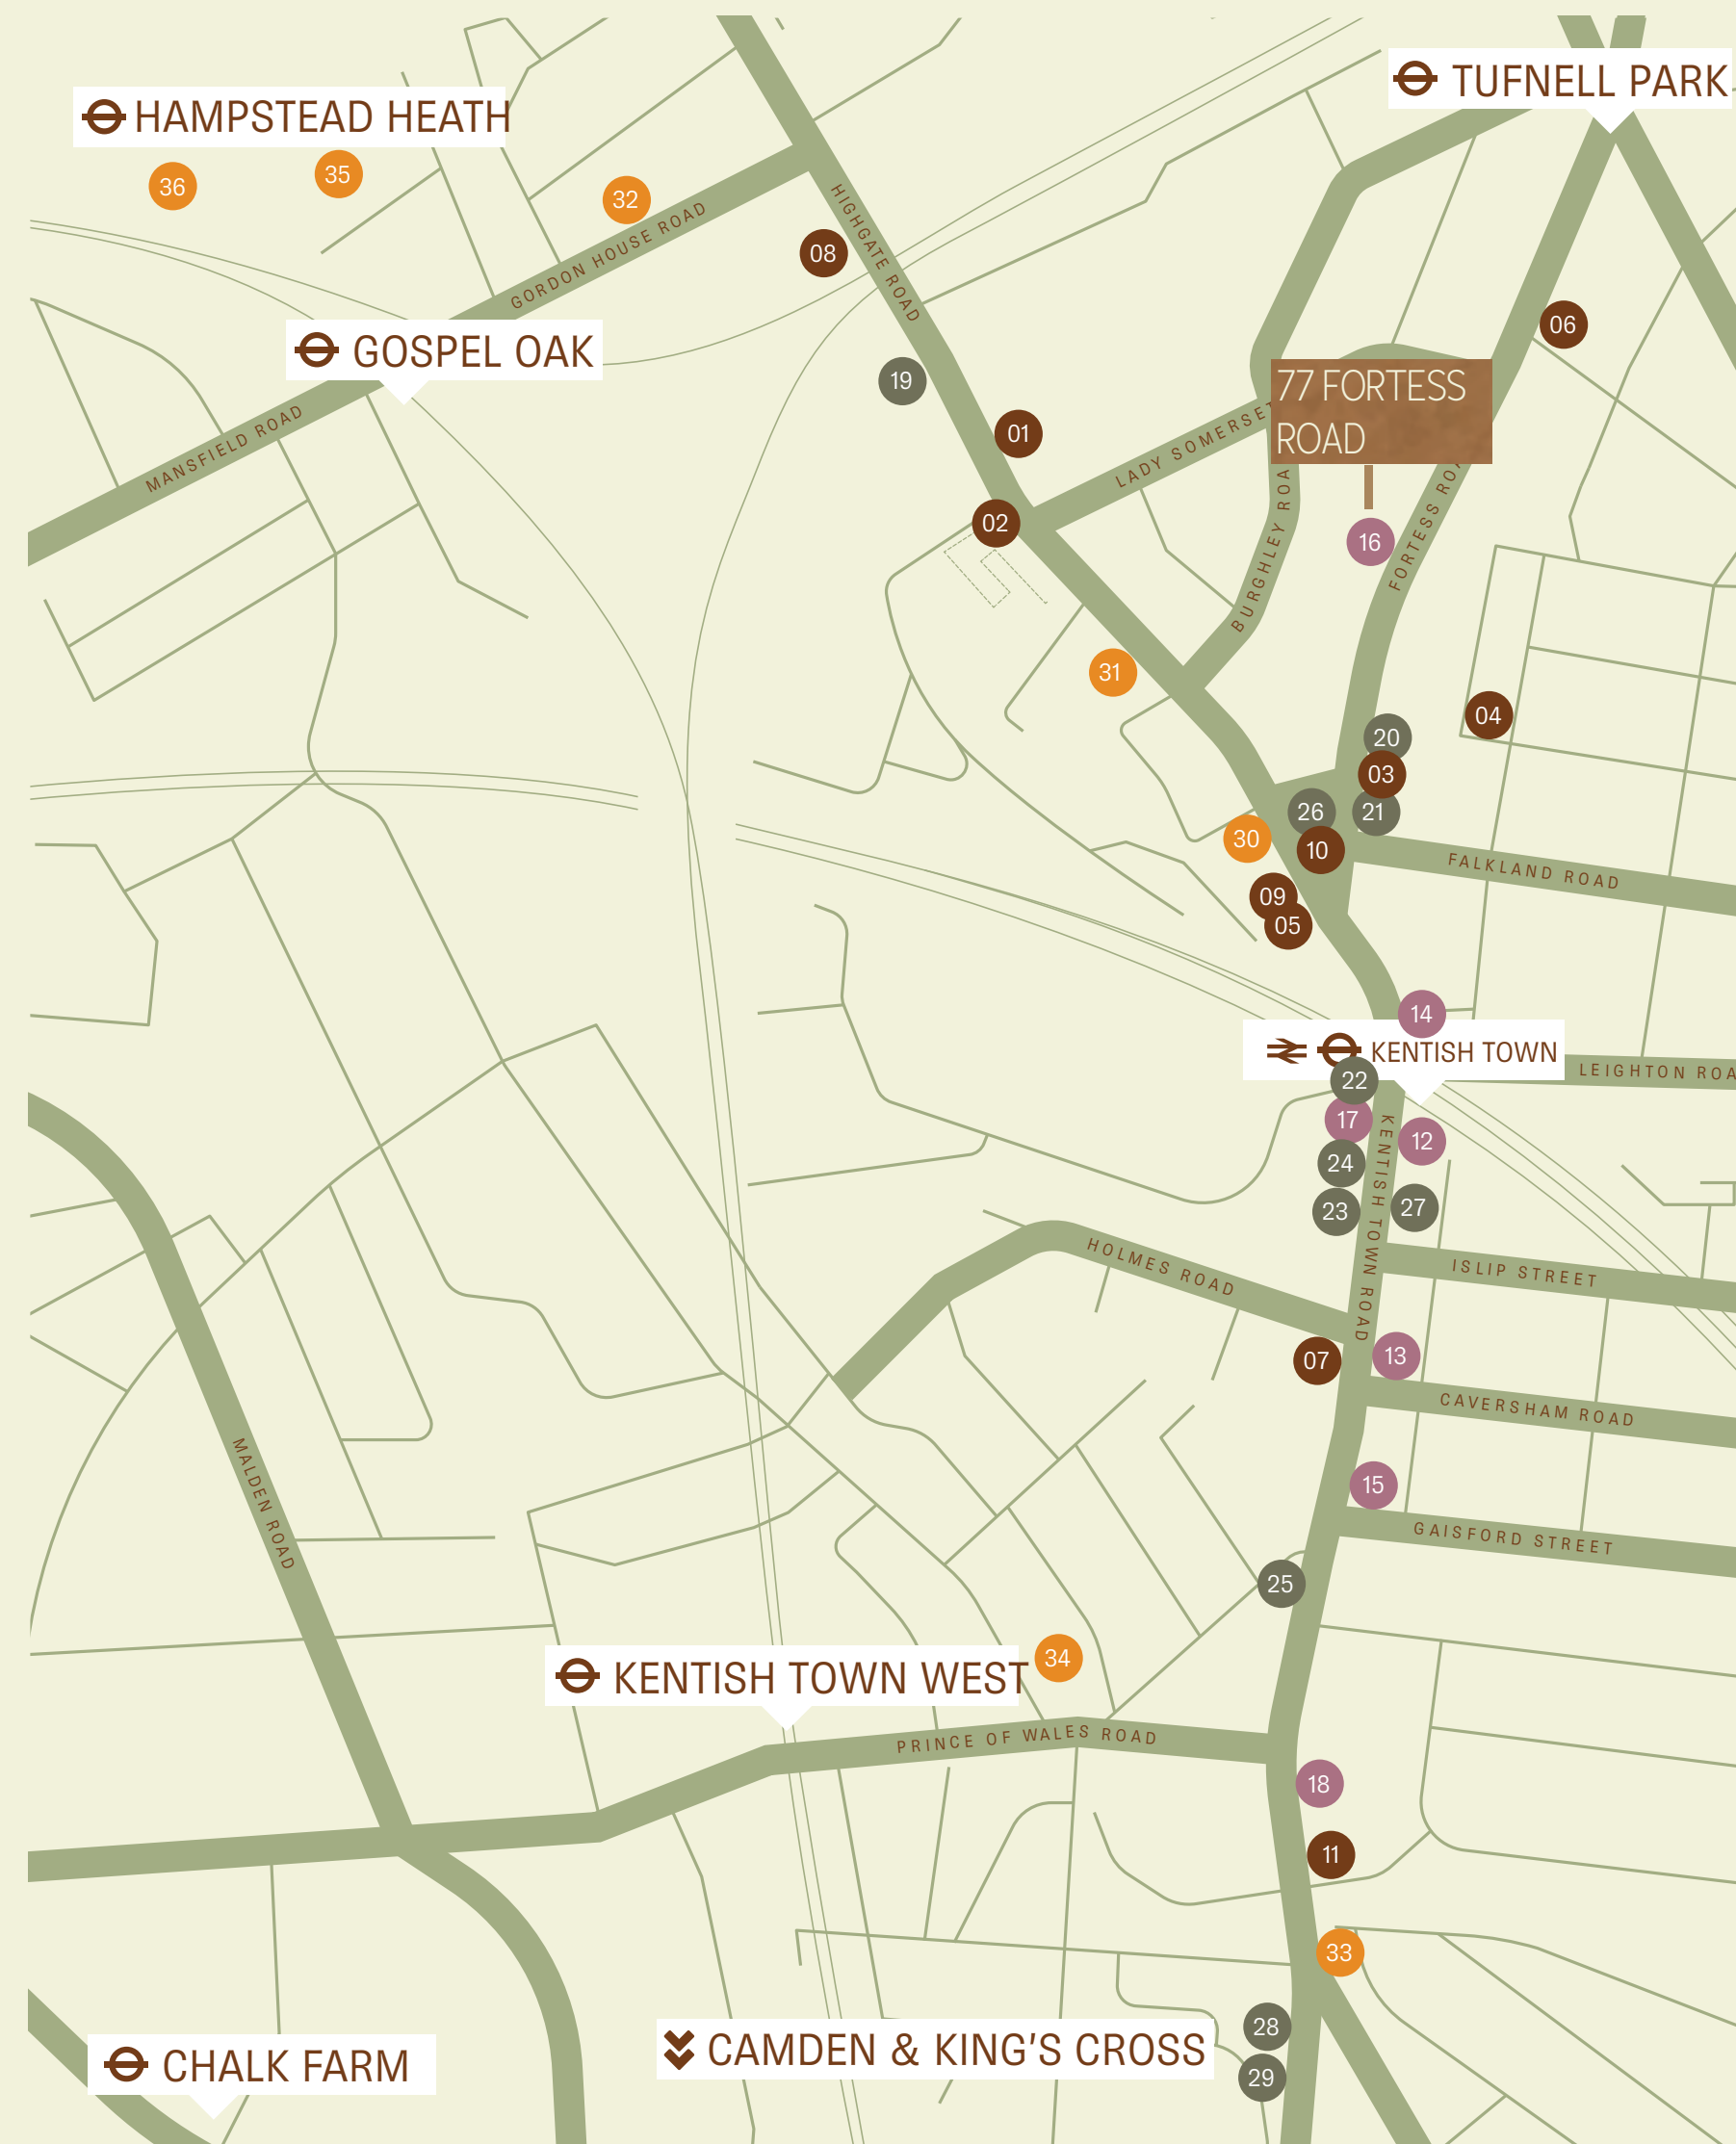 TUFNELL PARK
HAMPSTEAD HEATH
36
35
32
GORDON HOUSE ROAD
HIGHGATE ROAD
08
06
GOSPEL OAK
19
77 FORTESS
ROAD
MANSFIELD ROAD
01
LADY SOMERSET
02
BURGHLEY ROA
16
FORTESS ROA
31
04
20
03
26
21
30
10
FALKLAND ROAD
09
05
14
KENTISH TOWN
LEIGHTON ROA
22
17
12
24
23
27
KENTISH TOWN ROAD
HOLMES ROAD
ISLIP STREET
07
13
CAVERSHAM ROAD
MALDEN ROAD
15
GAISFORD STREET
25
KENTISH TOWN WEST
34
PRINCE OF WALES ROAD
18
11
33
28
CAMDEN & KING'S CROSS
CHALK FARM
29